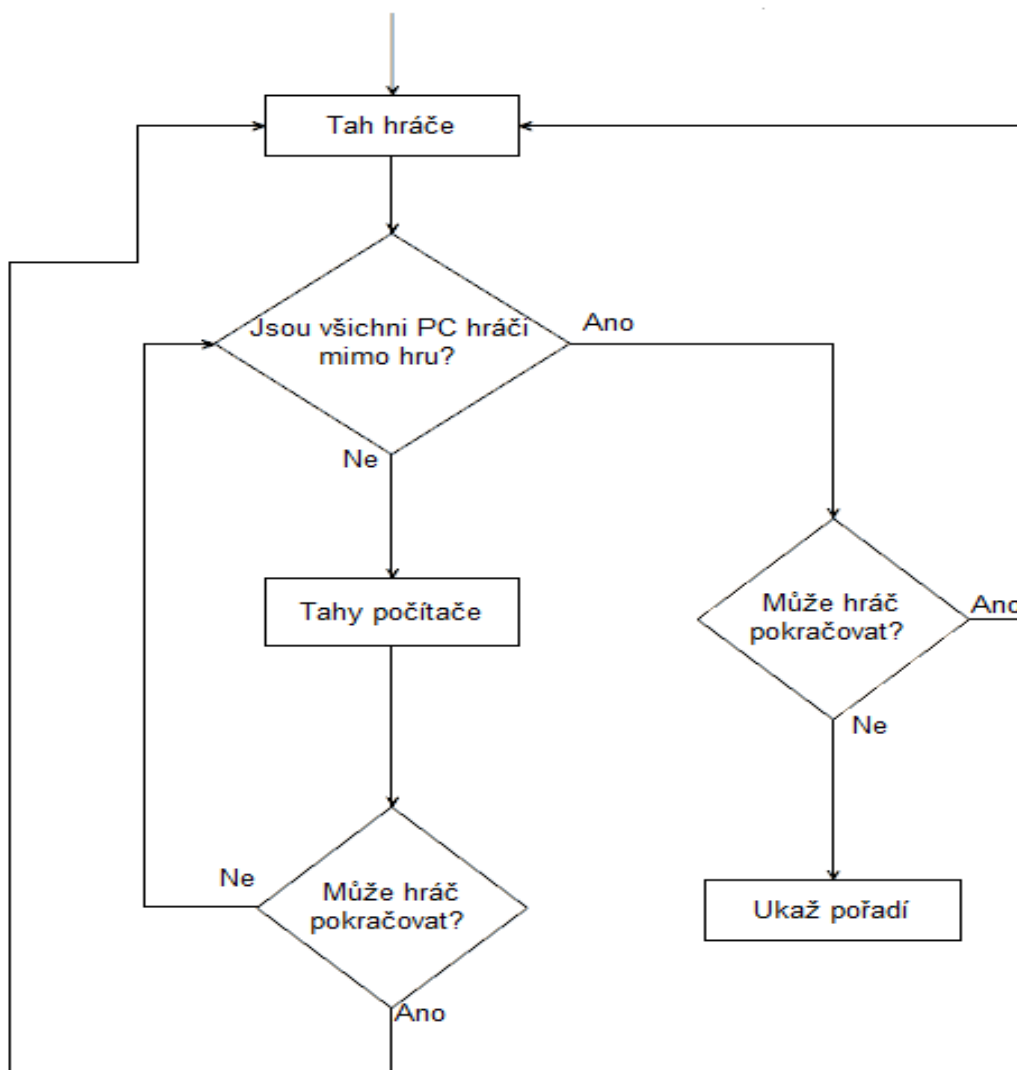 Tah hráče
Jsou všichni PC hráčí
mimo hru?
Ano
Ne
Tahy počítače
Může hráč
pokračovat?
Ano
Ne
Ne
Může hráč
pokračovat?
Ukaž pořadí
Ano